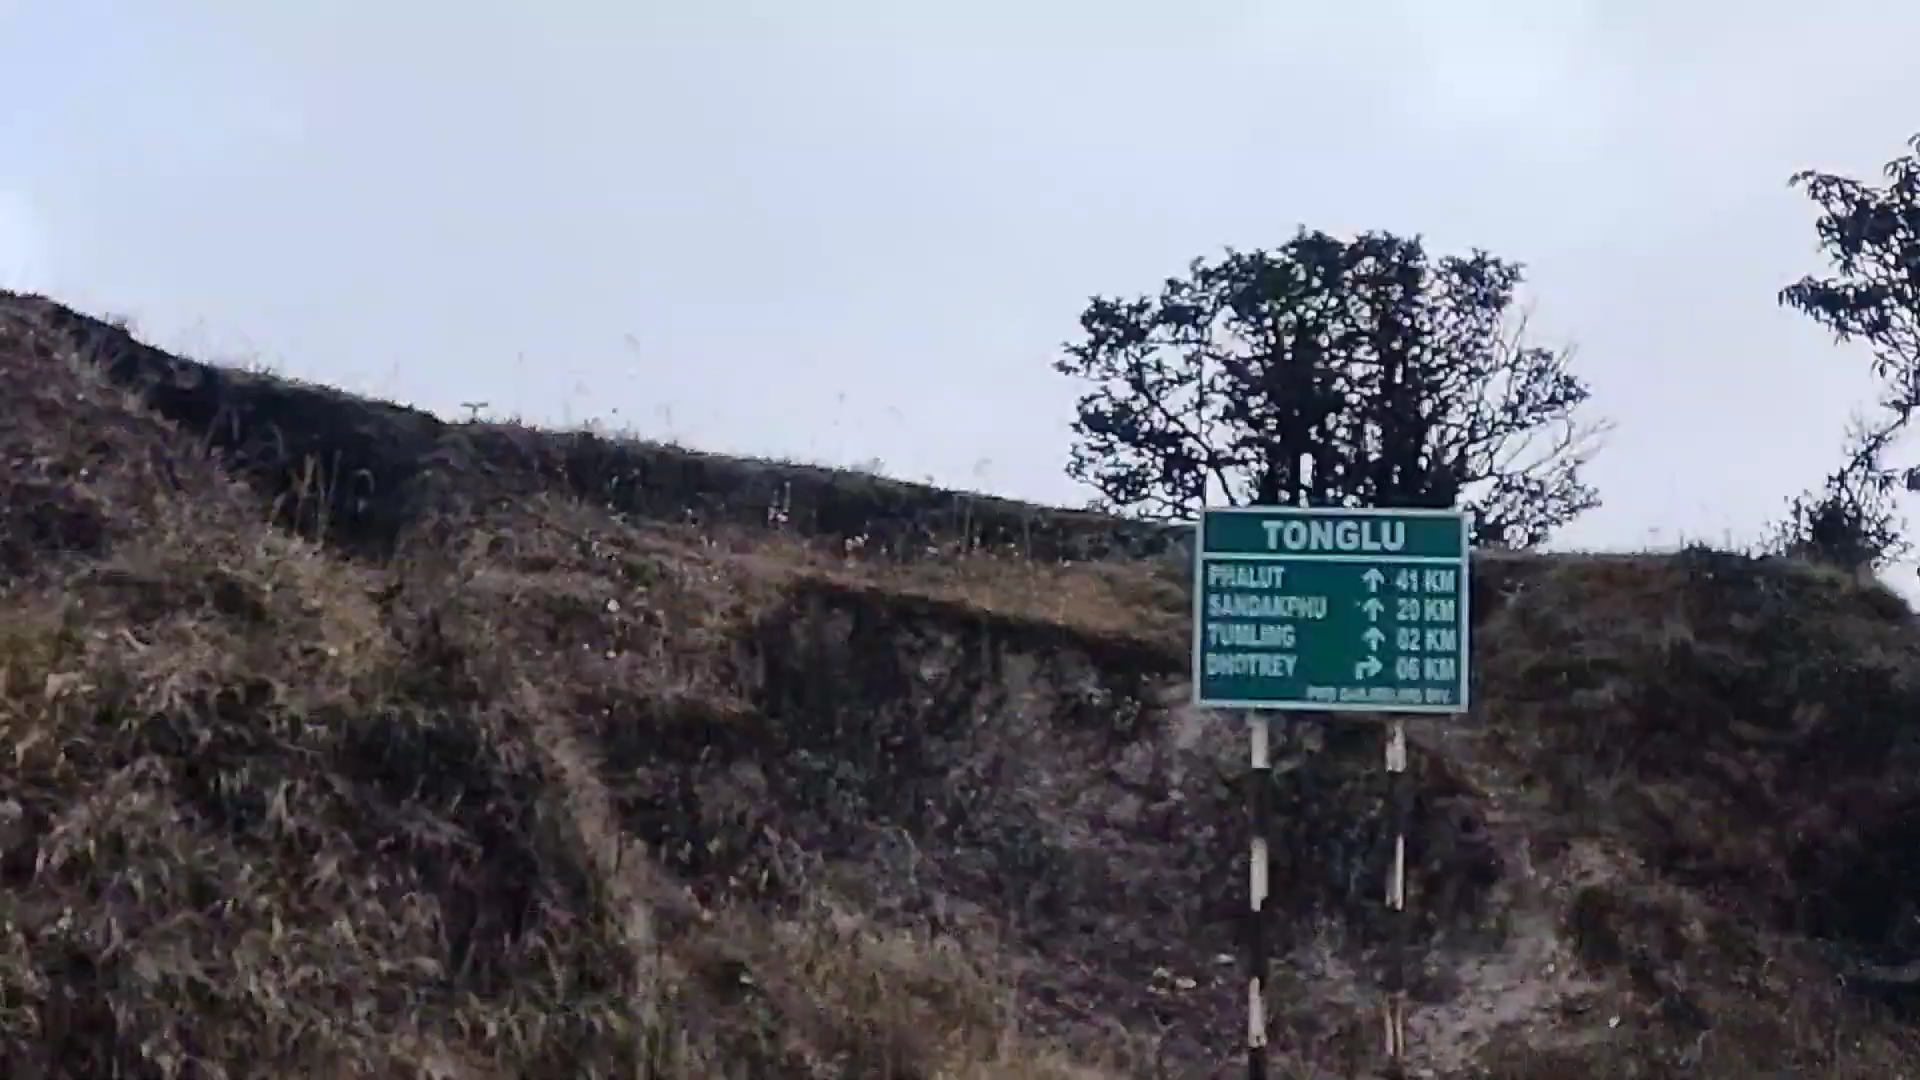 TONGLU
PHALUT ↑ 41 KM
SANDAKPHU ↑ 20 KM
TUMLING ↑ 02 KM
DHOTREY ↱ 06 KM